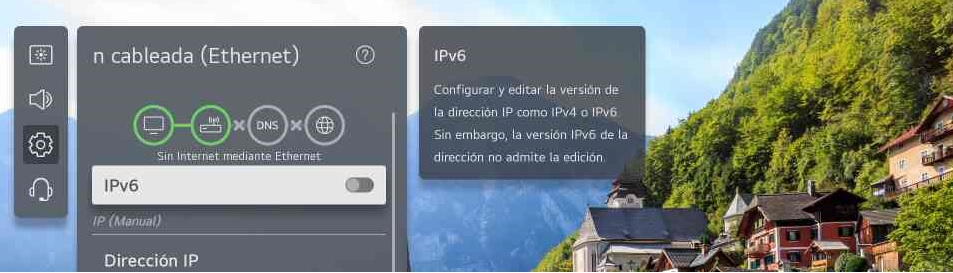 n cableada (Ethernet)
DNS
Sin Internet mediante Ethernet
IPv6
IP (Manual)
Dirección IP
IPv6
Configurar y editar la versión de
la dirección IP como IPv4 o IPv6
Sin embargo, la versión IPv6 de la
dirección no admite la edición.